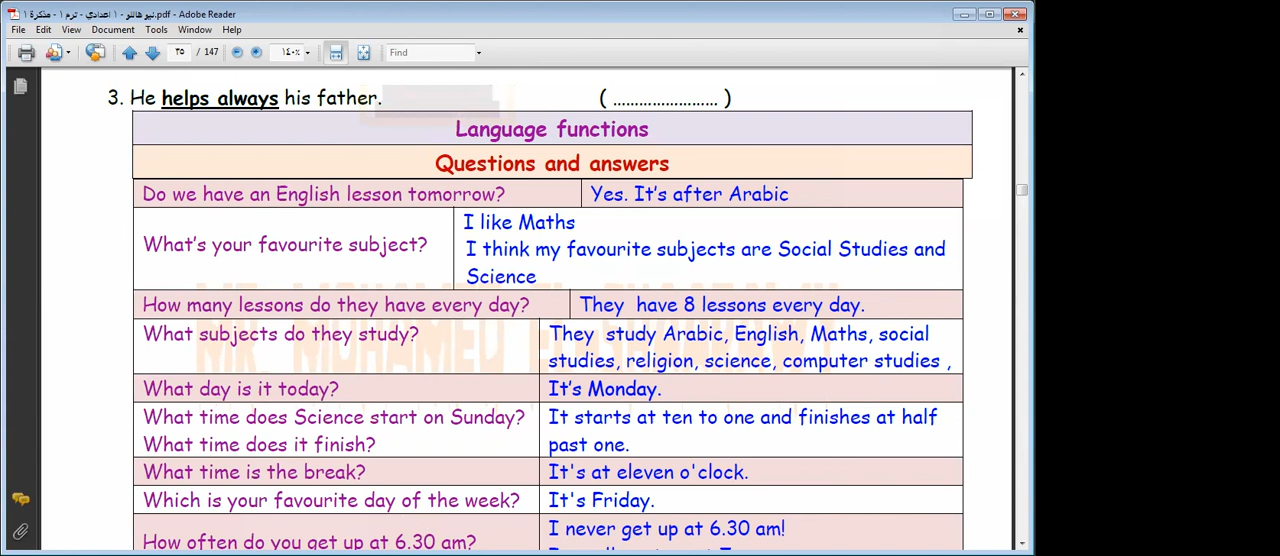 نيو هاللو - ١ اعدادي - ترم ١ - مذكرة ١.pdf - Adobe Reader
File Edit View Document Tools Window Help
٣٥ / 147 ١٤٠٪ Find
3. He helps always his father. ( ........................ )
Language functions
Questions and answers
Do we have an English lesson tomorrow? Yes. It's after Arabic
What's your favourite subject? I like Maths
I think my favourite subjects are Social Studies and
Science
How many lessons do they have every day? They have 8 lessons every day.
What subjects do they study? They study Arabic, English, Maths, social
studies, religion, science, computer studies ,
What day is it today? It's Monday.
What time does Science start on Sunday? It starts at ten to one and finishes at half
What time does it finish? past one.
What time is the break? It's at eleven o'clock.
Which is your favourite day of the week? It's Friday.
I never get up at 6.30 am!
How often do you get up at 6.30 am?
MR. MOHAMED EL